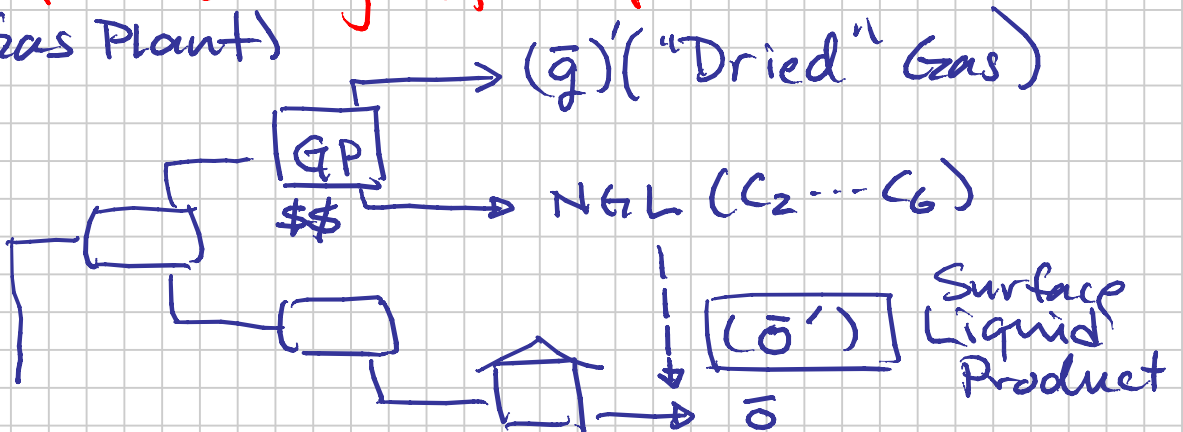 Gas Plant)
(g̅)' ("Dried" Gas)
GP
$$
NGL (C₂ ---- C₆)
Surface
Liquid
Product
(o̅')
o̅